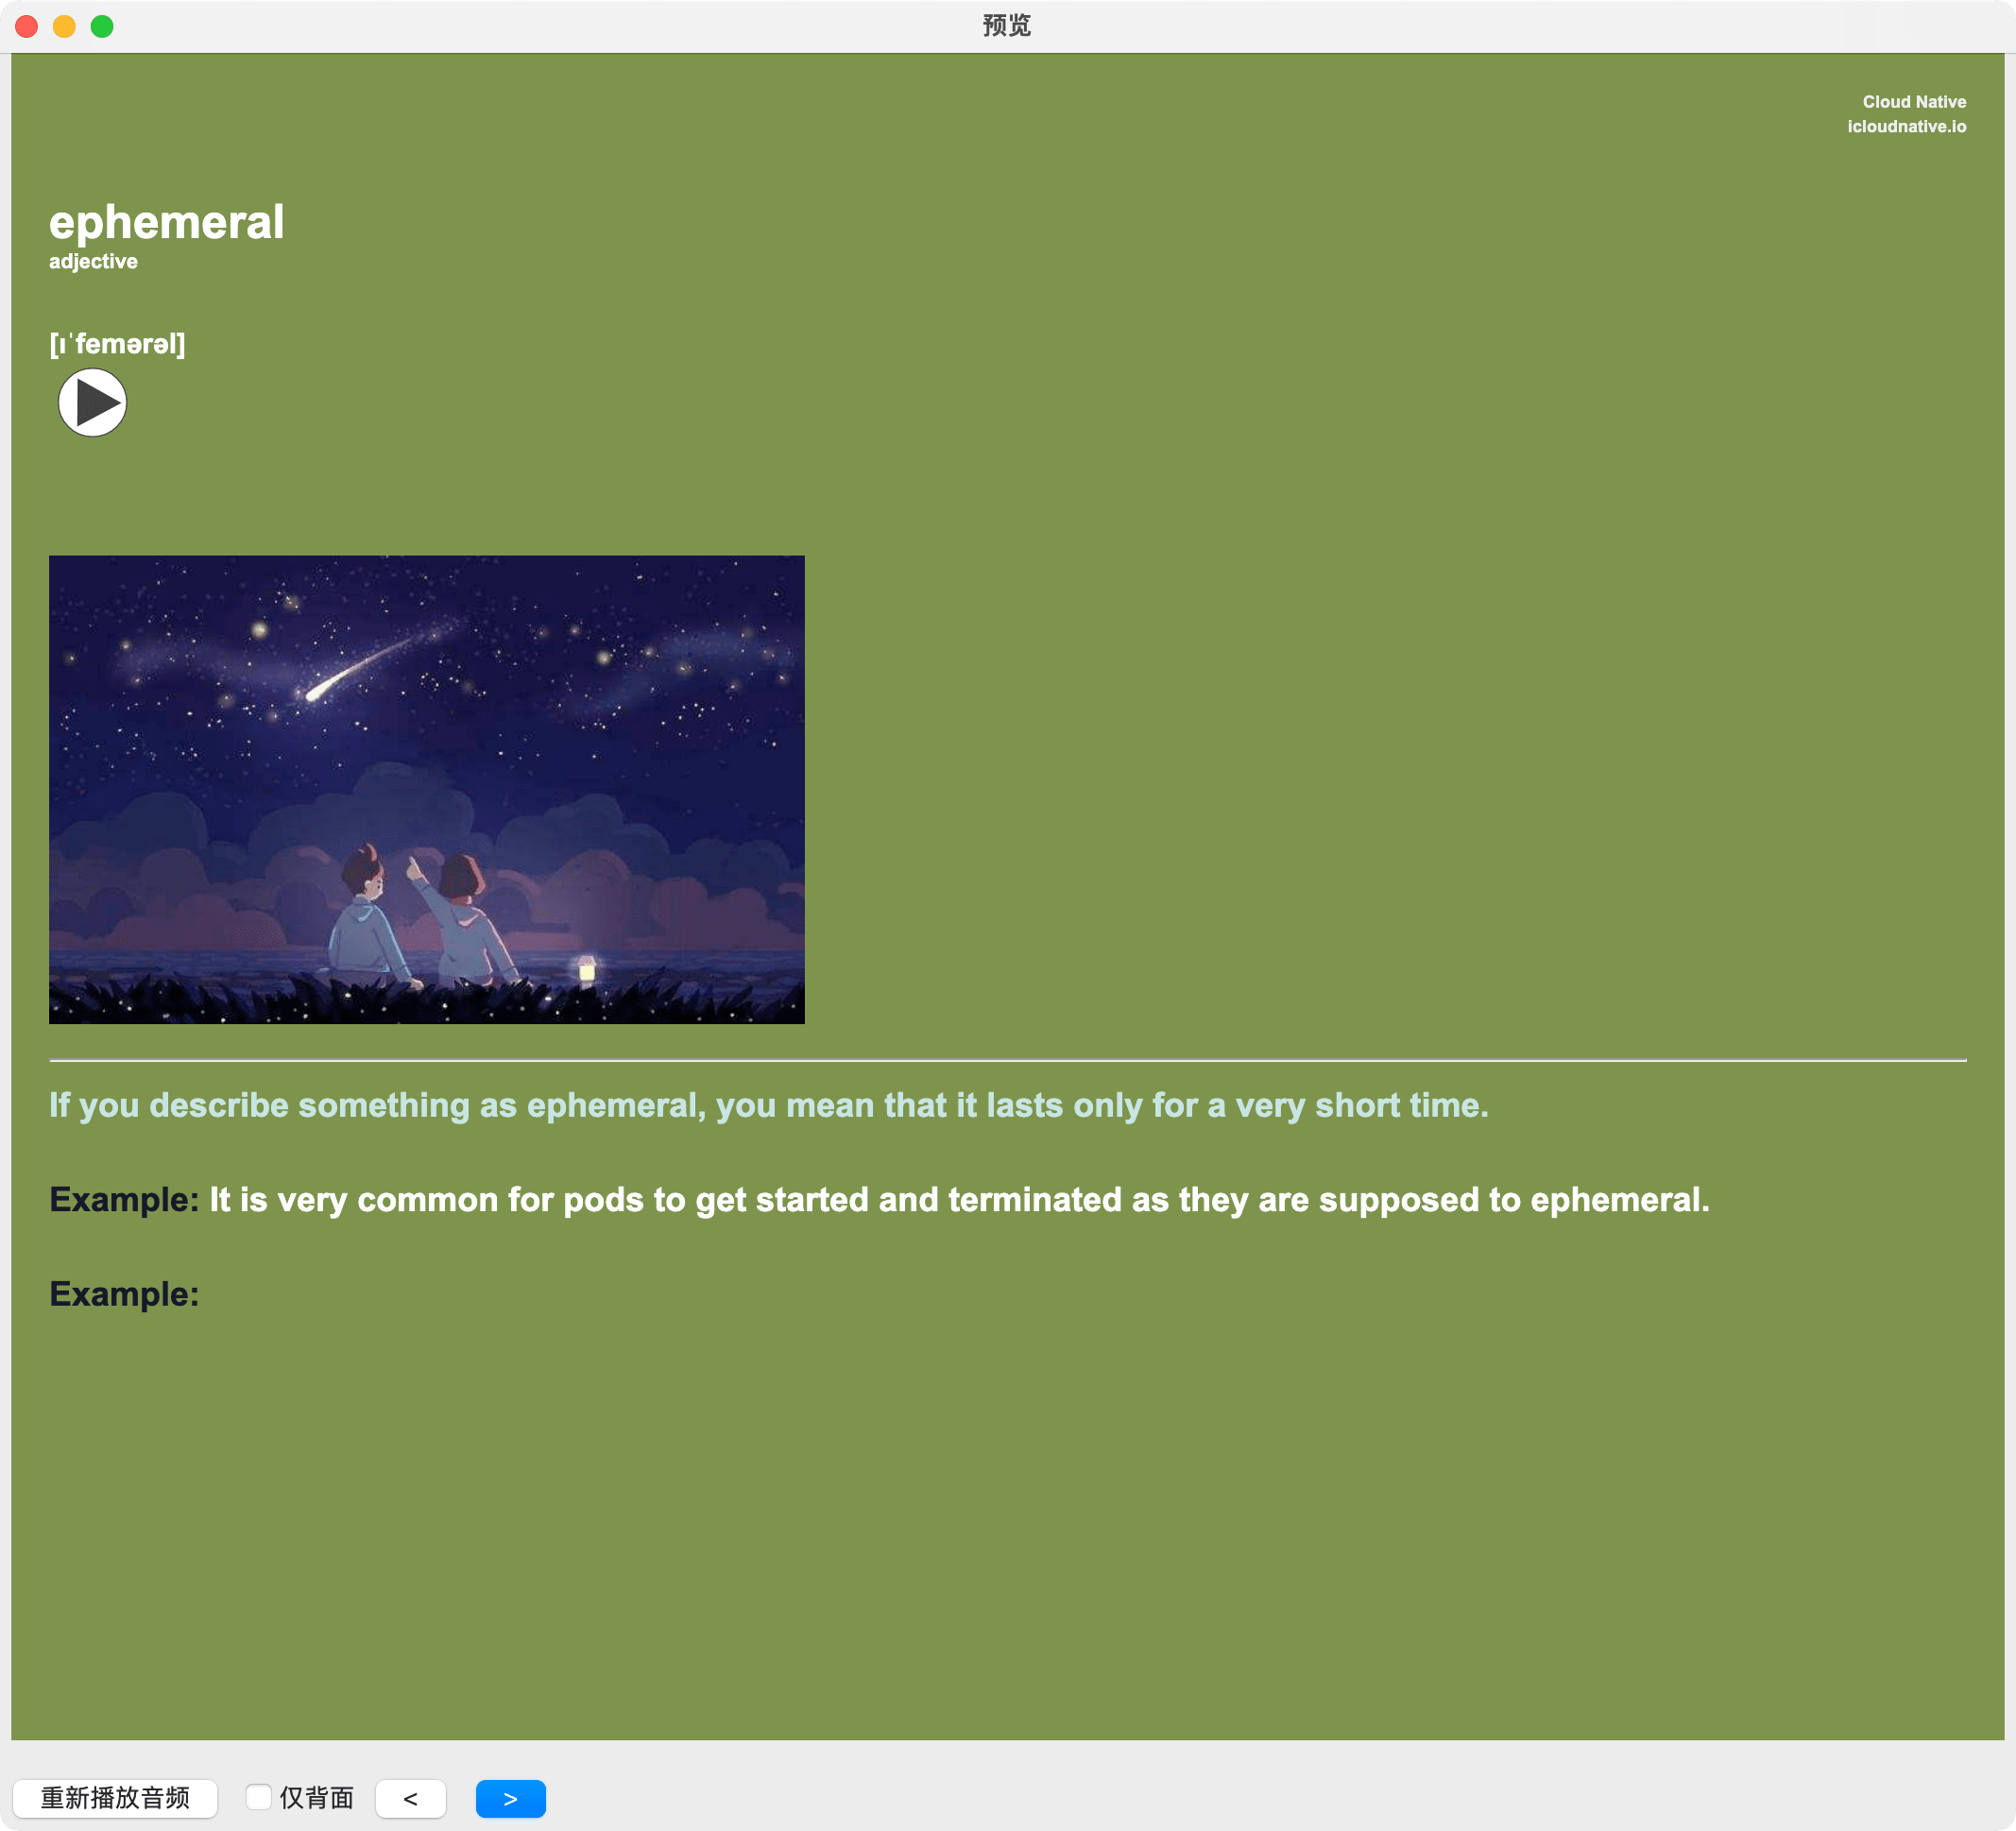 预览
Cloud Native
icloudnative.io
ephemeral
adjective
[ɪˈfemərəl]
If you describe something as ephemeral, you mean that it lasts only for a very short time.
Example: It is very common for pods to get started and terminated as they are supposed to ephemeral.
Example:
重新播放音频 仅背面 < >